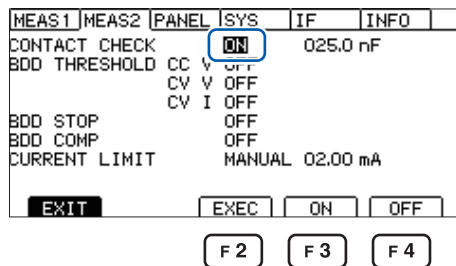 MEAS1 MEAS2 PANEL SYS IF INFO
CONTACT CHECK ON 025.0 nF
BDD THRESHOLD CC V OFF
CV V OFF
CV I OFF
BDD STOP OFF
BDD COMP OFF
CURRENT LIMIT MANUAL 02.00 mA
EXIT EXEC ON OFF
F2 F3 F4